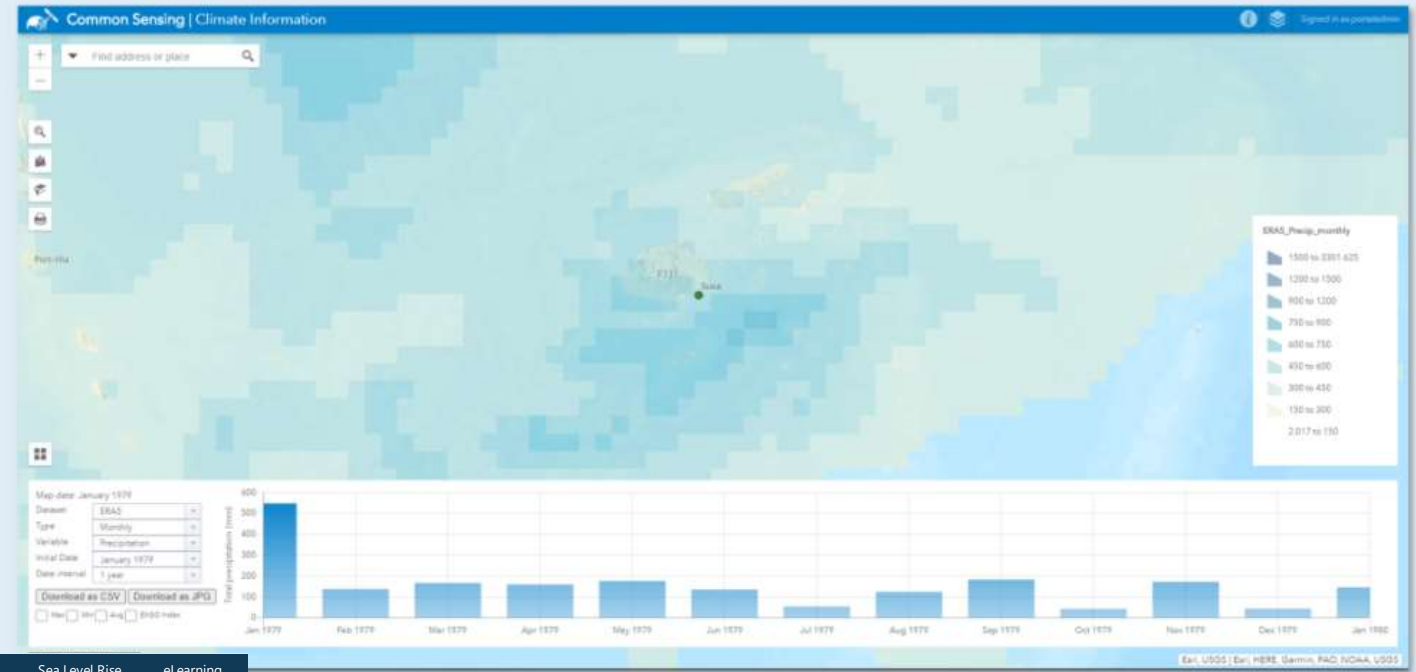 Common Sensing | Climate Information
Signed in as portaladmin
Find address or place
Port-Vila
FIJI
Suva
ERA5_Precip_monthly
1500 to 3381.625
1200 to 1500
900 to 1200
750 to 900
600 to 750
450 to 600
300 to 450
150 to 300
2.017 to 150
Map date: January 1979
Dataset ERA5
Type Monthly
Variable Precipitation
Initial Date January 1979
Date interval 1 year
Download as CSV Download as JPG
Max Min Avg ENSO Index
Total precipitation (mm)
600
500
400
300
200
100
0
Jan 1979 Feb 1979 Mar 1979 Apr 1979 May 1979 Jun 1979 Jul 1979 Aug 1979 Sep 1979 Oct 1979 Nov 1979 Dec 1979 Jan 1980
Esri, USGS | Esri, HERE, Garmin, FAO, NOAA, USGS
Sea Level Rise eLearning